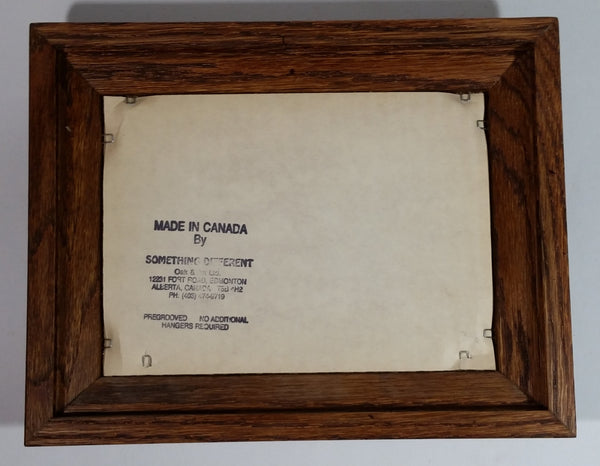 MADE IN CANADA
By
SOMETHING DIFFERENT
Oak & Ltd.
12231 FORT ROAD, EDMONTON
ALBERTA, CANADA 4H2
PH: (403)
PREGROOVED NO ADDITIONAL
HANGERS REQUIRED